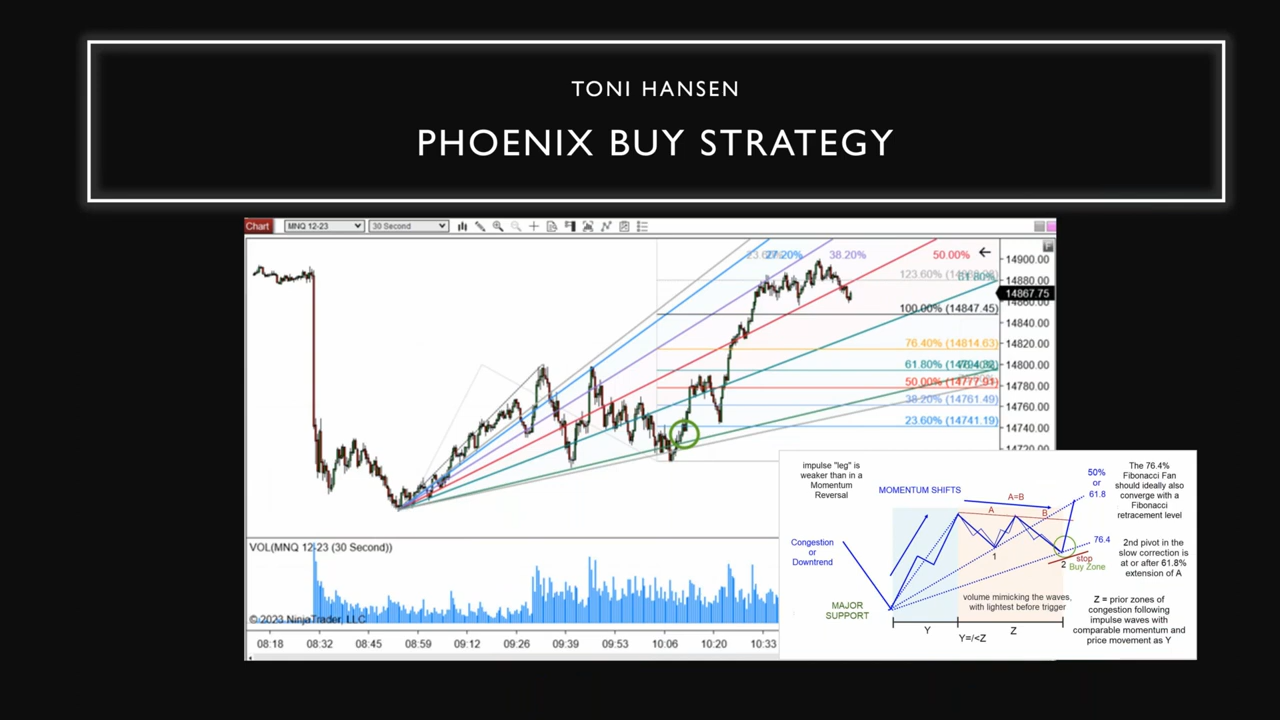 TONI HANSEN
PHOENIX BUY STRATEGY
Chart
MNQ 12-23
30 Second
F
27.20%
38.20%
50.00%
14900.00
123.60%
61.80%
14880.00
14867.75
14860.00
100.00% (14847.45)
14840.00
76.40% (14814.63)
14820.00
61.80%
14800.00
50.00% (14777.91)
14780.00
38.20% (14761.49)
14760.00
23.60% (14741.19)
14740.00
14720.00
VOL(MNQ 12-23 (30 Second))
© 2023 NinjaTrader, LLC
08:18 08:32 08:45 08:59 09:12 09:26 09:39 09:53 10:06 10:20 10:33
impulse "leg" is
weaker than in a
Momentum
Reversal
MOMENTUM SHIFTS
A=B
A
B
50%
or
61.8
76.4
Congestion
or
Downtrend
1
2
stop
Buy Zone
MAJOR
SUPPORT
volume mimicking the waves,
with lightest before trigger
Y
Y=/<Z
Z
The 76.4%
Fibonacci Fan
should ideally also
converge with a
Fibonacci
retracement level
2nd pivot in the
slow correction is
at or after 61.8%
extension of A
Z = prior zones of
congestion following
impulse waves with
comparable momentum and
price movement as Y